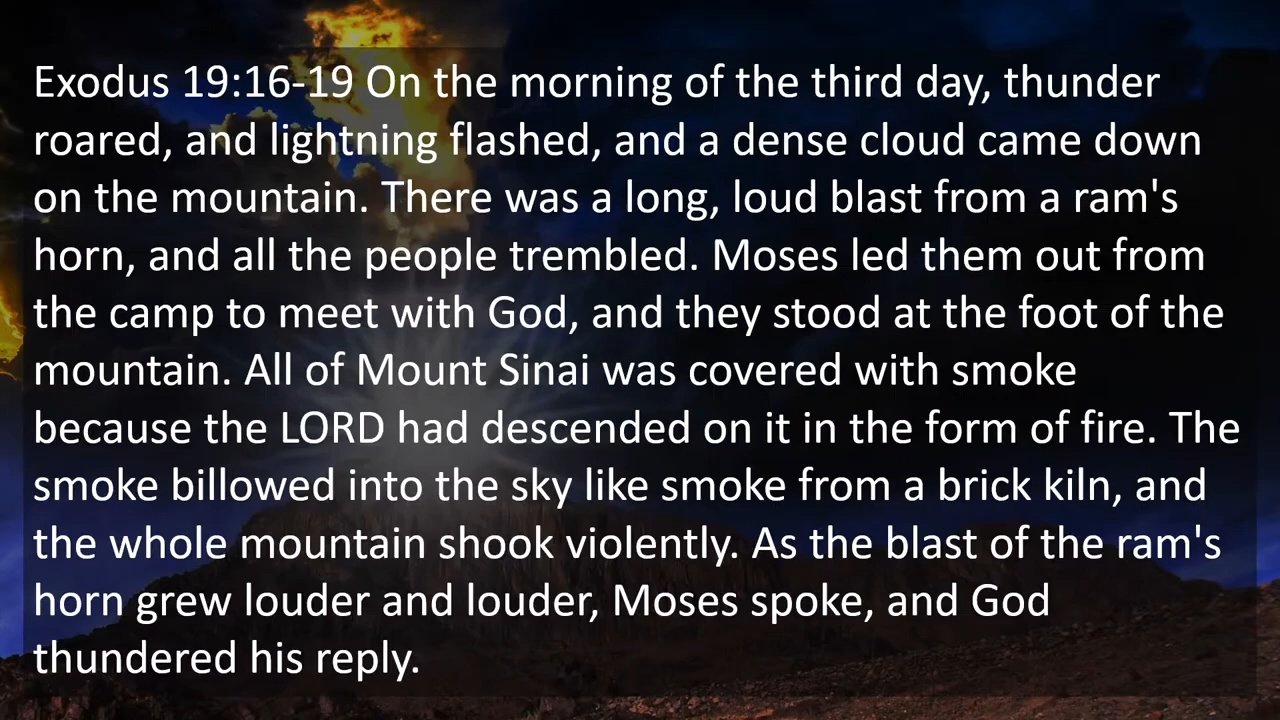 Exodus 19:16-19 On the morning of the third day, thunder
roared, and lightning flashed, and a dense cloud came down
on the mountain. There was a long, loud blast from a ram's
horn, and all the people trembled. Moses led them out from
the camp to meet with God, and they stood at the foot of the
mountain. All of Mount Sinai was covered with smoke
because the LORD had descended on it in the form of fire. The
smoke billowed into the sky like smoke from a brick kiln, and
the whole mountain shook violently. As the blast of the ram's
horn grew louder and louder, Moses spoke, and God
thundered his reply.